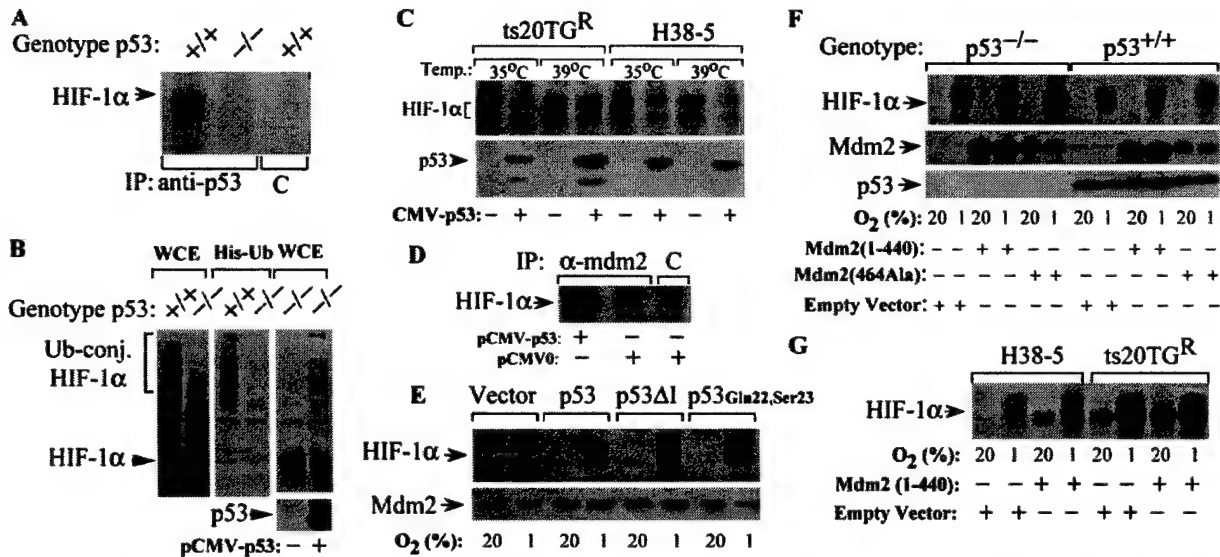 A
Genotype p53: +/+ -/- +/+
HIF-1α
IP: anti-p53 C
B
WCE His-Ub WCE
Genotype p53: +/+ -/- +/+ -/- -/- -/-
Ub-conj.
HIF-1α
HIF-1α
p53
pCMV-p53: – +
C
ts20TGR H38-5
Temp.: 35°C 39°C 35°C 39°C
HIF-1α[
p53
CMV-p53: – + – + – + – +
D
IP: α-mdm2 C
HIF-1α
pCMV-p53: + – –
pCMV0: – + +
E
Vector p53 p53ΔI p53Gln22,Ser23
HIF-1α
Mdm2
O2 (%): 20 1 20 1 20 1 20 1
F
Genotype: p53–/– p53+/+
HIF-1α
Mdm2
p53
O2 (%): 20 1 20 1 20 1 20 1 20 1 20 1
Mdm2(1-440): – – + + – – – – + + – –
Mdm2(464Ala): – – – – + + – – – – + +
Empty Vector: + + – – – – + + – – – –
G
H38-5 ts20TGR
HIF-1α
O2 (%): 20 1 20 1 20 1 20 1
Mdm2 (1-440): – – + + – – + +
Empty Vector: + + – – + + – –